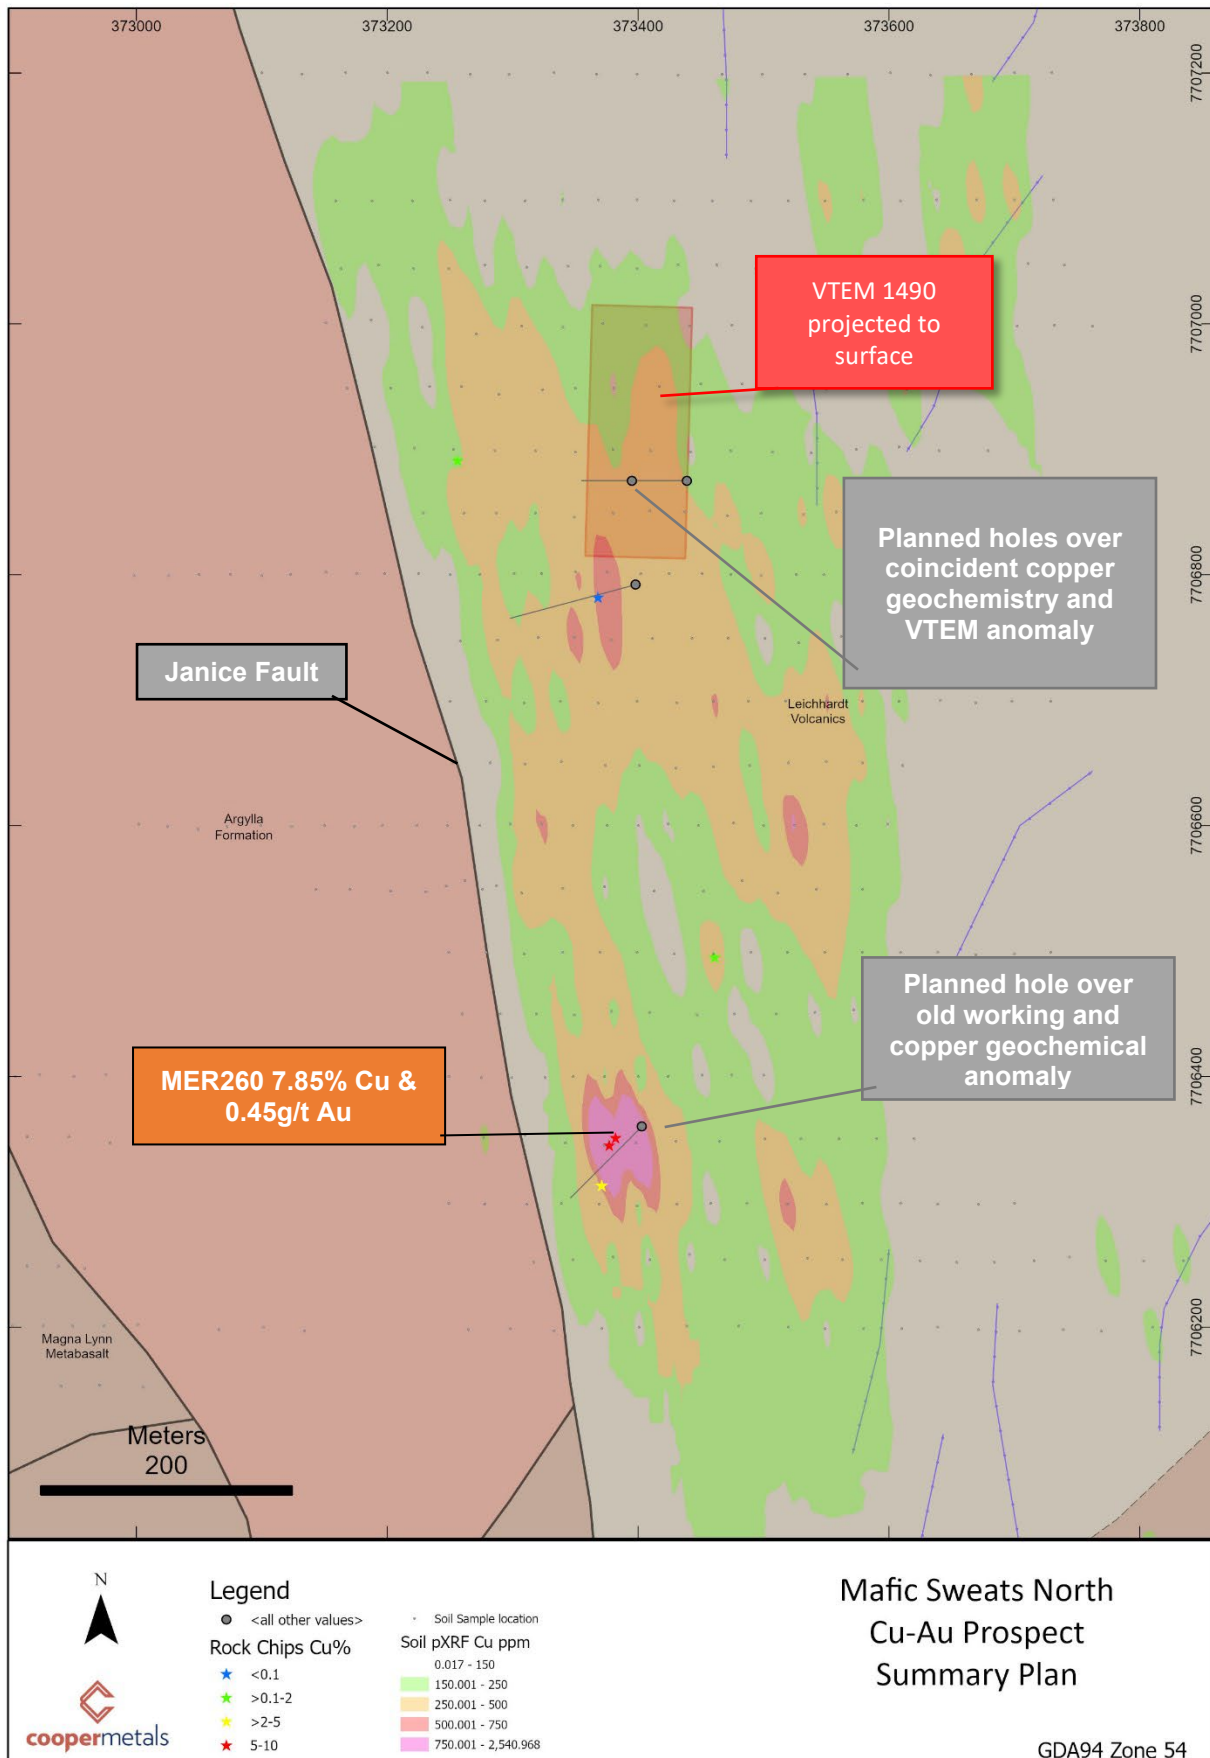 373000
373200
373400
373600
373800
7707200
VTEM 1490
projected to
surface
7707000
Planned holes over
coincident copper
geochemistry and
VTEM anomaly
7706800
Janice Fault
Leichhardt
Volcanics
Argylla
Formation
7706600
Planned hole over
old working and
copper geochemical
anomaly
7706400
MER260 7.85% Cu &
0.45g/t Au
7706200
Magna Lynn
Metabasalt
Meters
200
N
coopermetals
Legend
<all other values>
Rock Chips Cu%
<0.1
>0.1-2
>2-5
5-10
Soil Sample location
Soil pXRF Cu ppm
0.017 - 150
150.001 - 250
250.001 - 500
500.001 - 750
750.001 - 2,540.968
Mafic Sweats North
Cu-Au Prospect
Summary Plan
GDA94 Zone 54